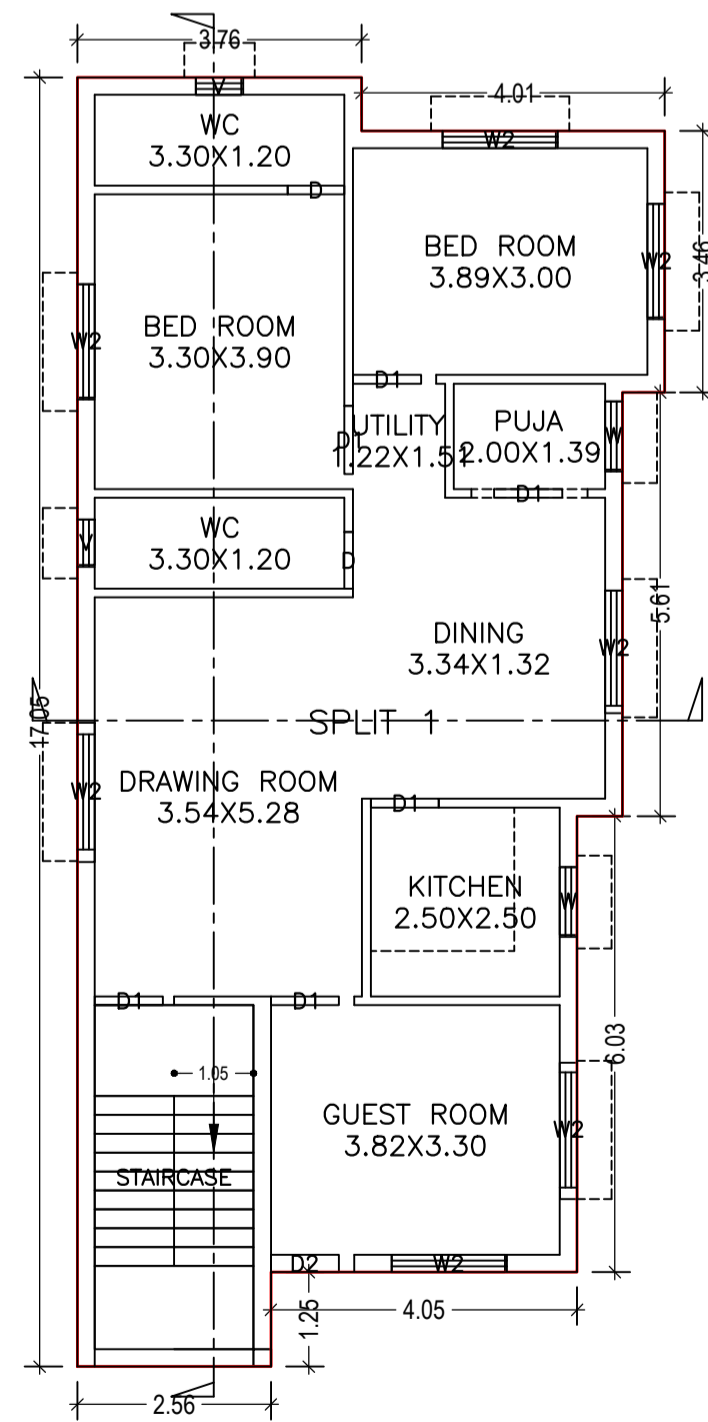 3.76
V
4.01
WC
3.30X1.20
W2
D
BED ROOM
3.89X3.00
W2
3.46
BED ROOM
3.30X3.90
W2
D1
UTILITY
1.22X1.51
D1
PUJA
2.00X1.39
W
D1
WC
3.30X1.20
V
D
5.61
DINING
3.34X1.32
W2
SPLIT 1
17.05
DRAWING ROOM
3.54X5.28
W2
D1
KITCHEN
2.50X2.50
W
D1
D1
1.05
6.03
GUEST ROOM
3.82X3.30
W2
STAIRCASE
D2
W2
1.25
4.05
2.56